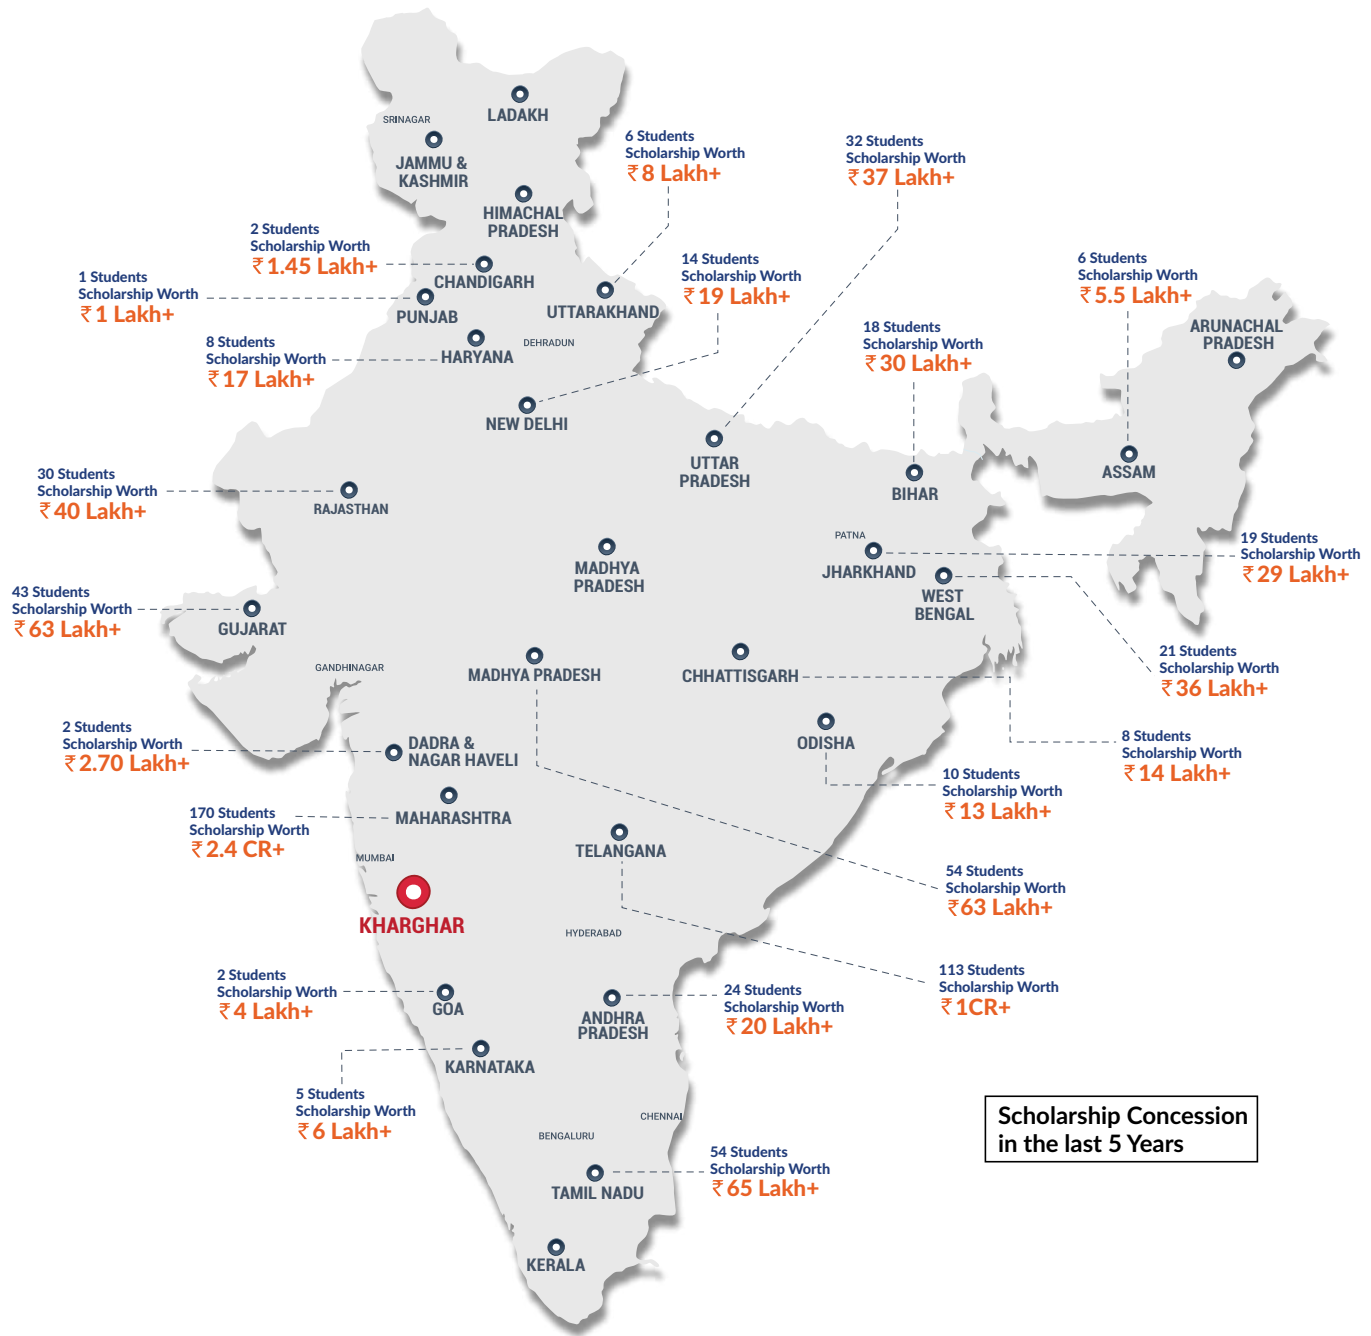 LADAKH
SRINAGAR
JAMMU &
KASHMIR
6 Students
Scholarship Worth
₹ 8 Lakh+
32 Students
Scholarship Worth
₹ 37 Lakh+
HIMACHAL
PRADESH
2 Students
Scholarship Worth
₹ 1.45 Lakh+
CHANDIGARH
14 Students
Scholarship Worth
₹ 19 Lakh+
6 Students
Scholarship Worth
₹ 5.5 Lakh+
1 Students
Scholarship Worth
₹ 1 Lakh+
PUNJAB
UTTARAKHAND
ARUNACHAL
PRADESH
8 Students
Scholarship Worth
₹ 17 Lakh+
HARYANA
DEHRADUN
18 Students
Scholarship Worth
₹ 30 Lakh+
NEW DELHI
UTTAR
PRADESH
BIHAR
ASSAM
30 Students
Scholarship Worth
₹ 40 Lakh+
RAJASTHAN
PATNA
MADHYA
PRADESH
JHARKHAND
19 Students
Scholarship Worth
₹ 29 Lakh+
43 Students
Scholarship Worth
₹ 63 Lakh+
GUJARAT
WEST
BENGAL
GANDHINAGAR
MADHYA PRADESH
CHHATTISGARH
21 Students
Scholarship Worth
₹ 36 Lakh+
2 Students
Scholarship Worth
₹ 2.70 Lakh+
DADRA &
NAGAR HAVELI
ODISHA
8 Students
Scholarship Worth
₹ 14 Lakh+
10 Students
Scholarship Worth
₹ 13 Lakh+
170 Students
Scholarship Worth
₹ 2.4 CR+
MAHARASHTRA
TELANGANA
MUMBAI
54 Students
Scholarship Worth
₹ 63 Lakh+
KHARGHAR
HYDERABAD
2 Students
Scholarship Worth
₹ 4 Lakh+
GOA
ANDHRA
PRADESH
24 Students
Scholarship Worth
₹ 20 Lakh+
113 Students
Scholarship Worth
₹ 1CR+
KARNATAKA
5 Students
Scholarship Worth
₹ 6 Lakh+
CHENNAI
BENGALURU
Scholarship Concession
in the last 5 Years
54 Students
Scholarship Worth
₹ 65 Lakh+
TAMIL NADU
KERALA